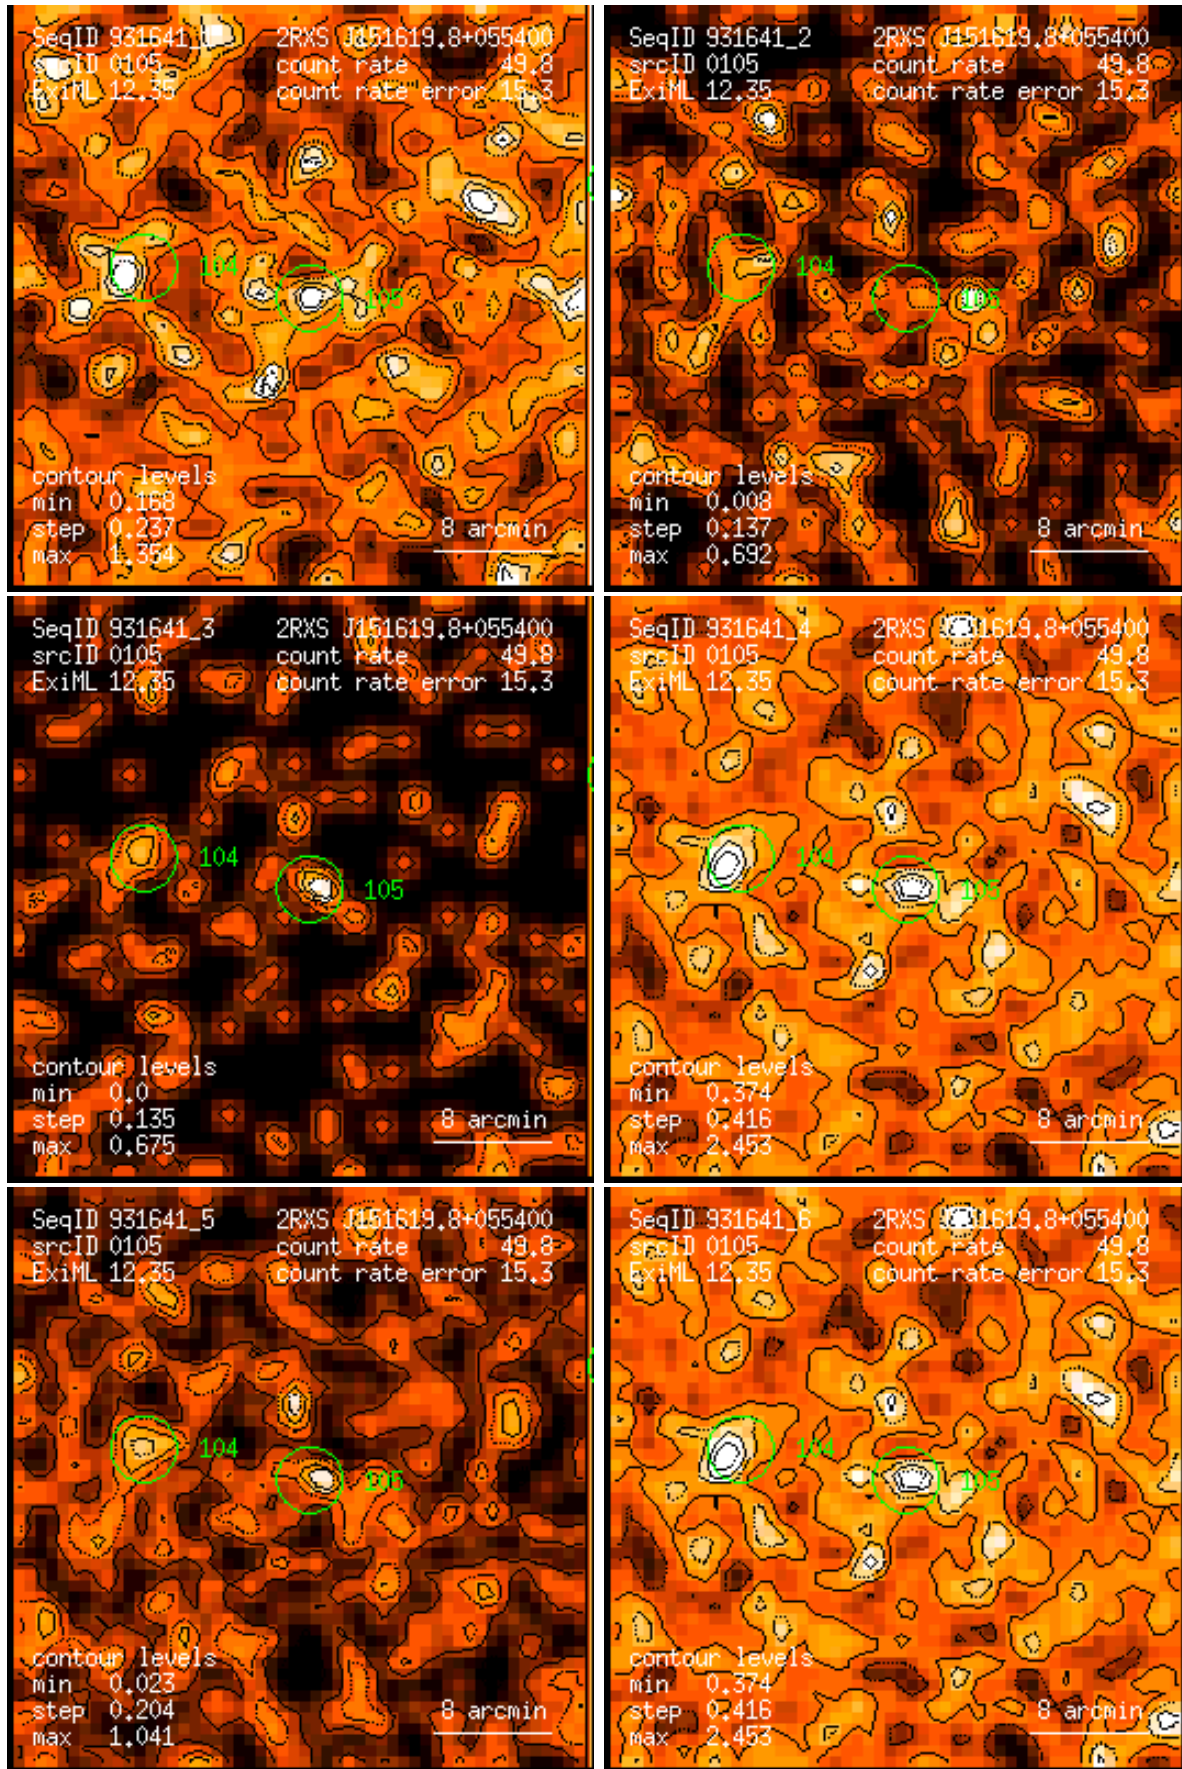 SeqID 931641_ 2RXS J151619.8+055400
srcID 0105 count rate 49.8
ExiML 12.35 count rate error 15.3
104
105
contour levels
min 0.168
step 0.237
max 1.354
8 arcmin
SeqID 931641_2 2RXS J151619.8+055400
srcID 0105 count rate 49.8
ExiML 12.35 count rate error 15.3
104
105
contour levels
min 0.008
step 0.137
max 0.692
8 arcmin
SeqID 931641_3 2RXS J151619.8+055400
srcID 0105 count rate 49.8
ExiML 12.35 count rate error 15.3
104
105
contour levels
min 0.0
step 0.135
max 0.675
8 arcmin
SeqID 931641_4 2RXS J151619.8+055400
srcID 0105 count rate 49.8
ExiML 12.35 count rate error 15.3
104
105
contour levels
min 0.374
step 0.416
max 2.453
8 arcmin
SeqID 931641_5 2RXS J151619.8+055400
srcID 0105 count rate 49.8
ExiML 12.35 count rate error 15.3
104
105
contour levels
min 0.023
step 0.204
max 1.041
8 arcmin
SeqID 931641_6 2RXS J151619.8+055400
srcID 0105 count rate 49.8
ExiML 12.35 count rate error 15.3
104
105
contour levels
min 0.374
step 0.416
max 2.453
8 arcmin